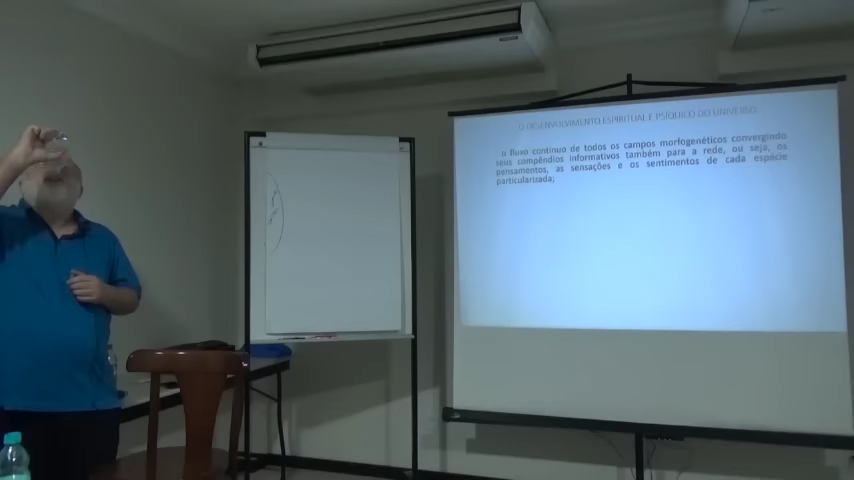 O DESENVOLVIMENTO ESPIRITUAL E PSÍQUICO DO UNIVERSO
o fluxo contínuo de todos os campos morfogenéticos convergindo
seus compêndios informativos também para a rede, ou seja, os
pensamentos, as sensações e os sentimentos de cada espécie
particularizada;